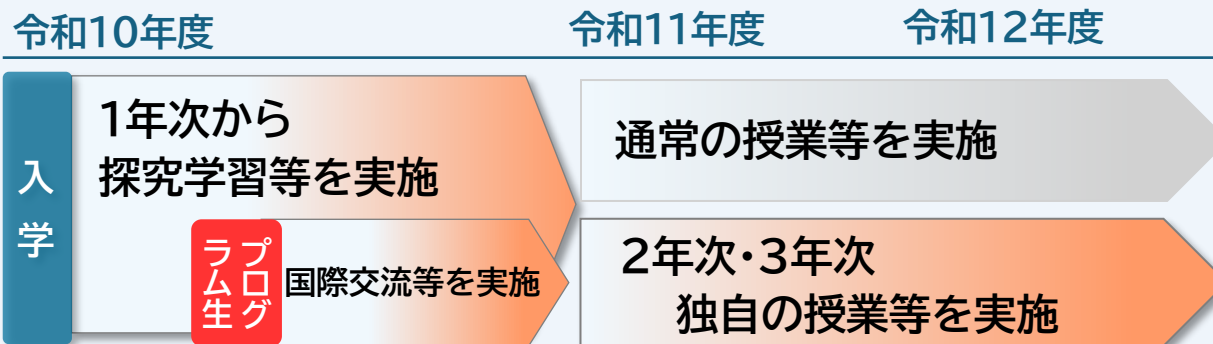 令和10年度
令和11年度
令和12年度
入学
1年次から
探究学習等を実施
プログ
ラム生
国際交流等を実施
通常の授業等を実施
2年次・3年次
独自の授業等を実施